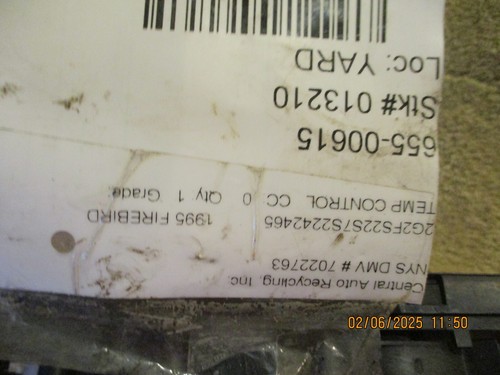 Central Auto Recycling, Inc
NYS DMV # 7022763
2G2FS22S7S2242465 1995 FIREBIRD
TEMP CONTROL CC 0 Qty 1 Grade:
655-00615
Stk# 013210
Loc: YARD
02/06/2025 11:50